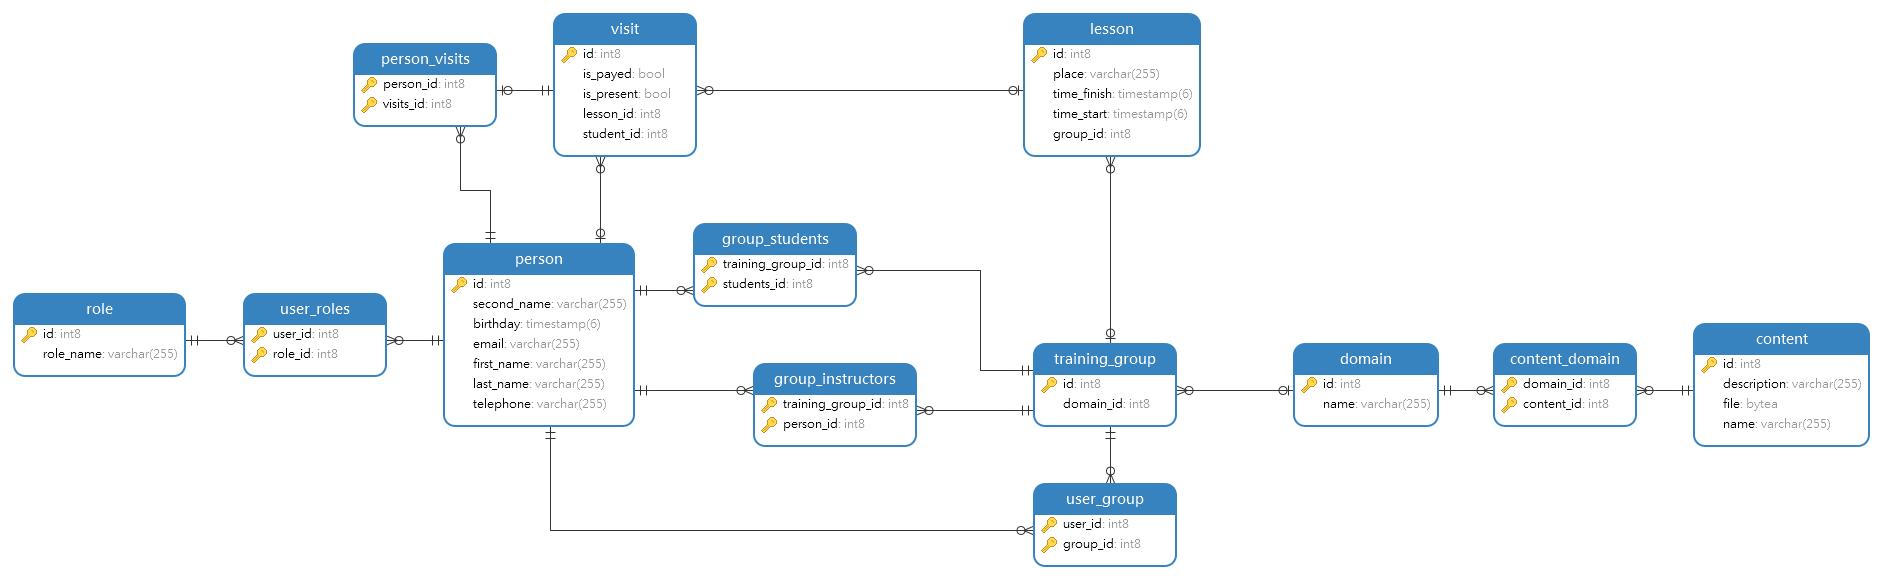 person_visits
person_id: int8
visits_id: int8
visit
id: int8
is_payed: bool
is_present: bool
lesson_id: int8
student_id: int8
lesson
id: int8
place: varchar(255)
time_finish: timestamp(6)
time_start: timestamp(6)
group_id: int8
role
id: int8
role_name: varchar(255)
user_roles
user_id: int8
role_id: int8
person
id: int8
second_name: varchar(255)
birthday: timestamp(6)
email: varchar(255)
first_name: varchar(255)
last_name: varchar(255)
telephone: varchar(255)
group_students
training_group_id: int8
students_id: int8
group_instructors
training_group_id: int8
person_id: int8
training_group
id: int8
domain_id: int8
user_group
user_id: int8
group_id: int8
domain
id: int8
name: varchar(255)
content_domain
domain_id: int8
content_id: int8
content
id: int8
description: varchar(255)
file: bytea
name: varchar(255)